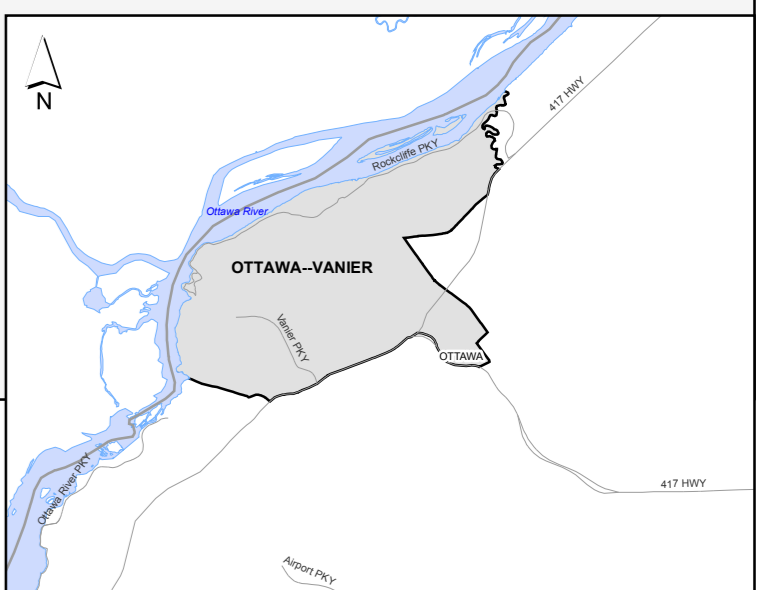 N
417 HWY
Rockcliffe PKY
Ottawa River
OTTAWA--VANIER
Vanier PKY
OTTAWA
Ottawa River PKY
417 HWY
Airport PKY